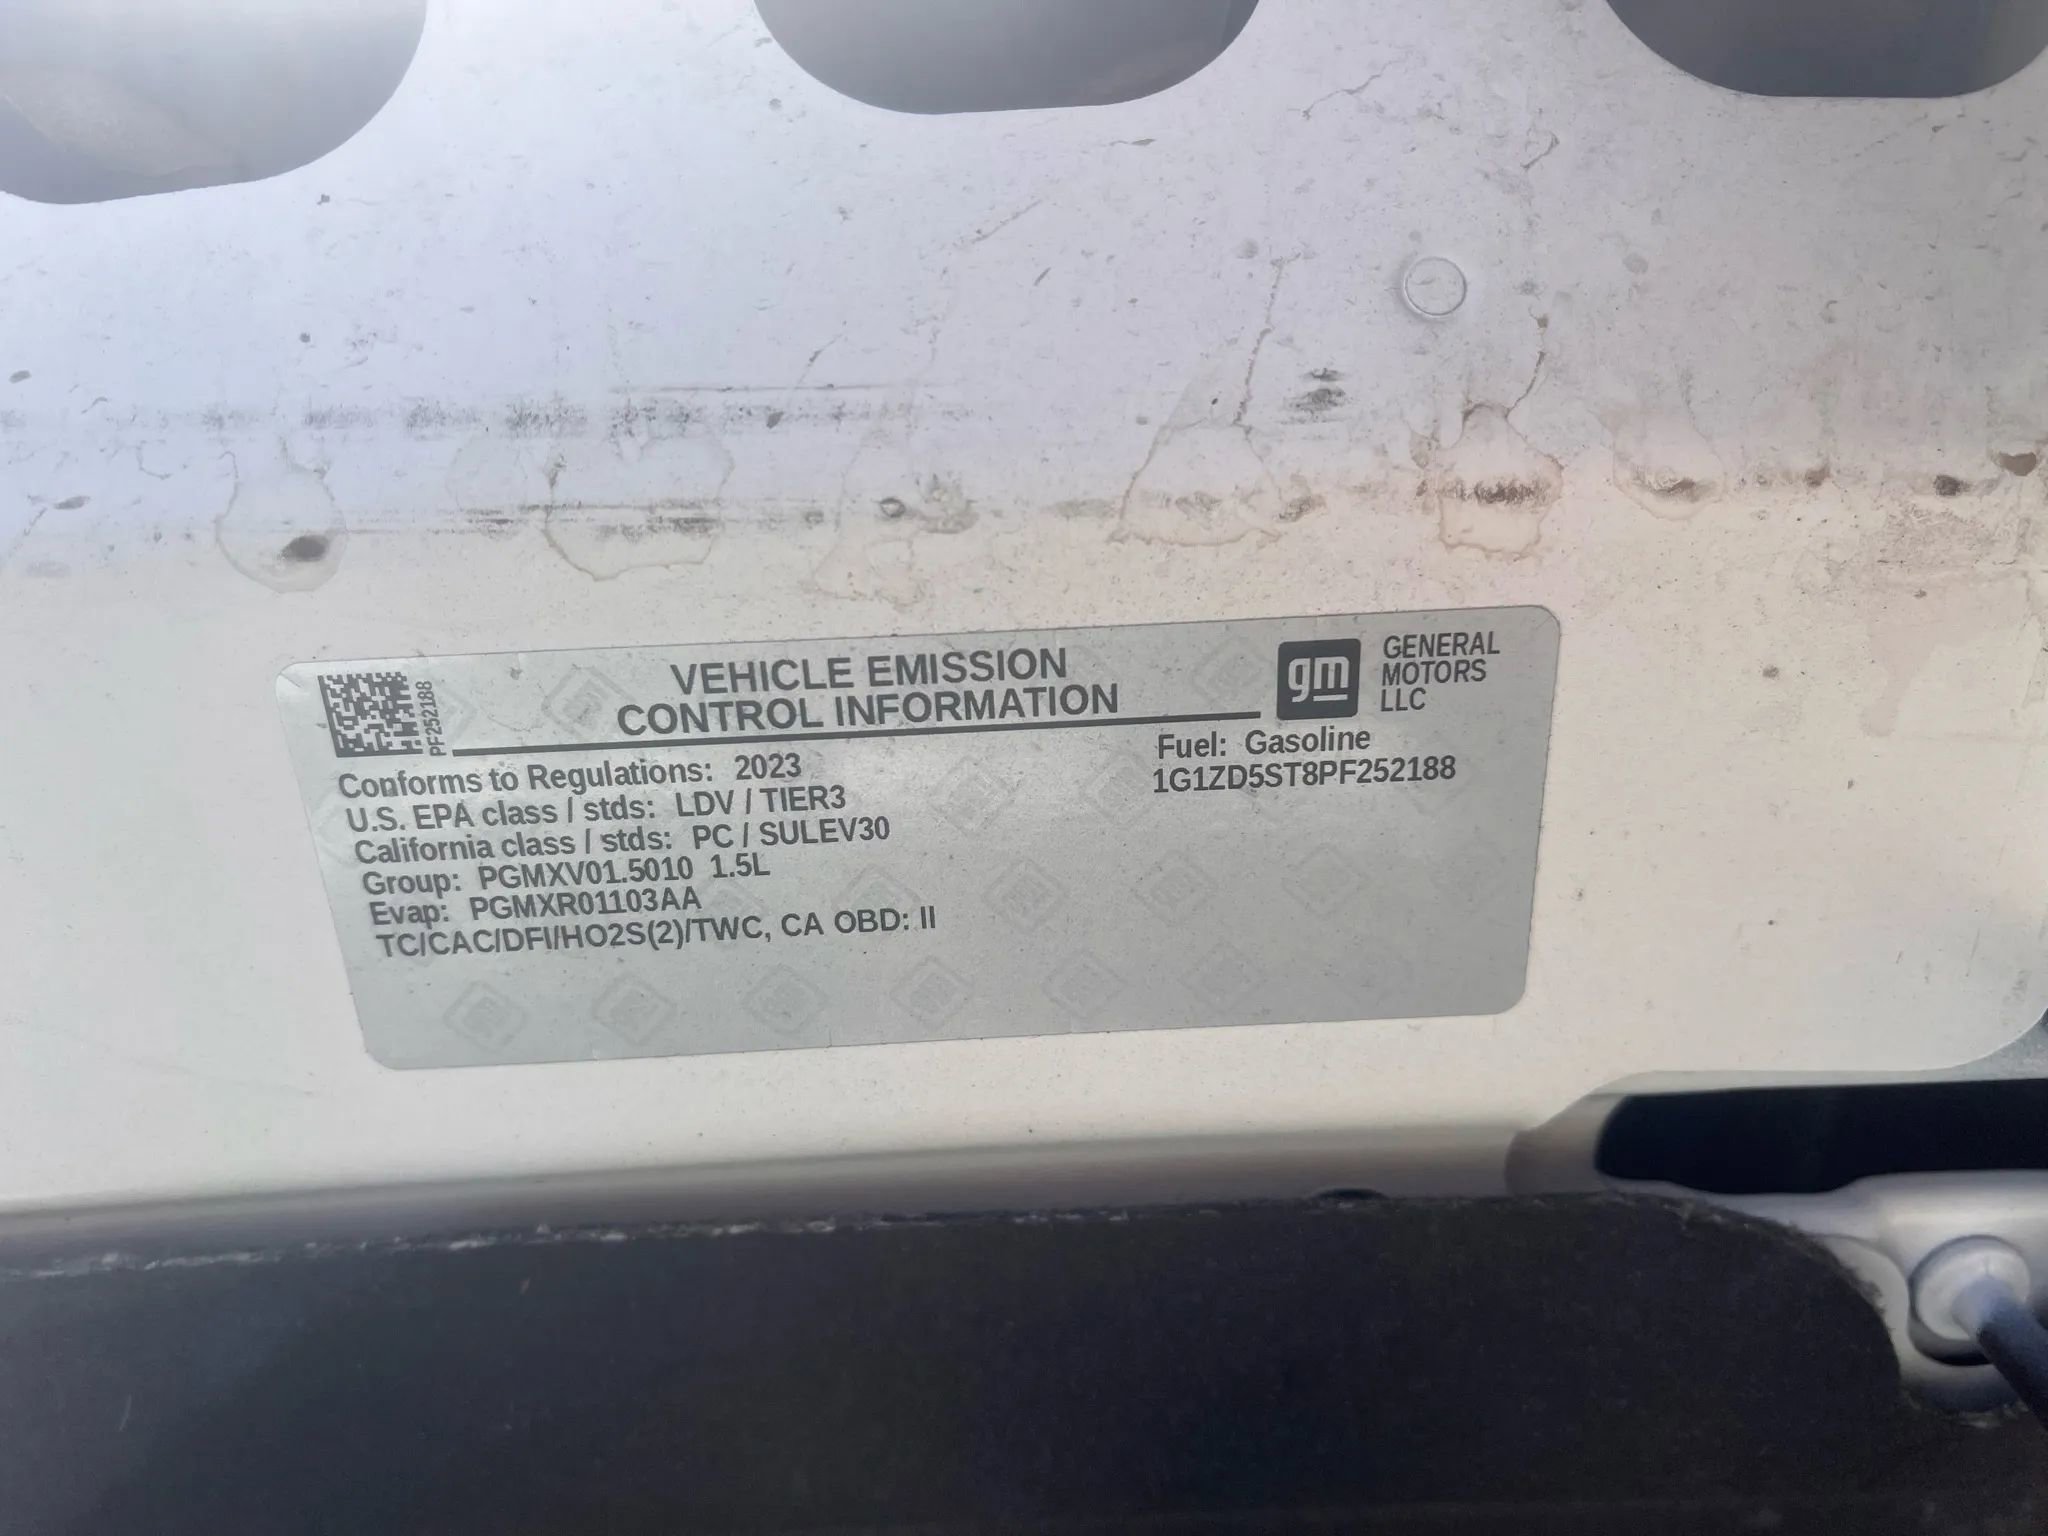 PF252188
VEHICLE EMISSION
CONTROL INFORMATION
gm
GENERAL
MOTORS
LLC
Conforms to Regulations: 2023
U.S. EPA class / stds: LDV / TIER3
California class / stds: PC / SULEV30
Group: PGMXV01.5010 1.5L
Evap: PGMXR01103AA
TC/CAC/DFI/HO2S(2)/TWC, CA OBD: II
Fuel: Gasoline
1G1ZD5ST8PF252188